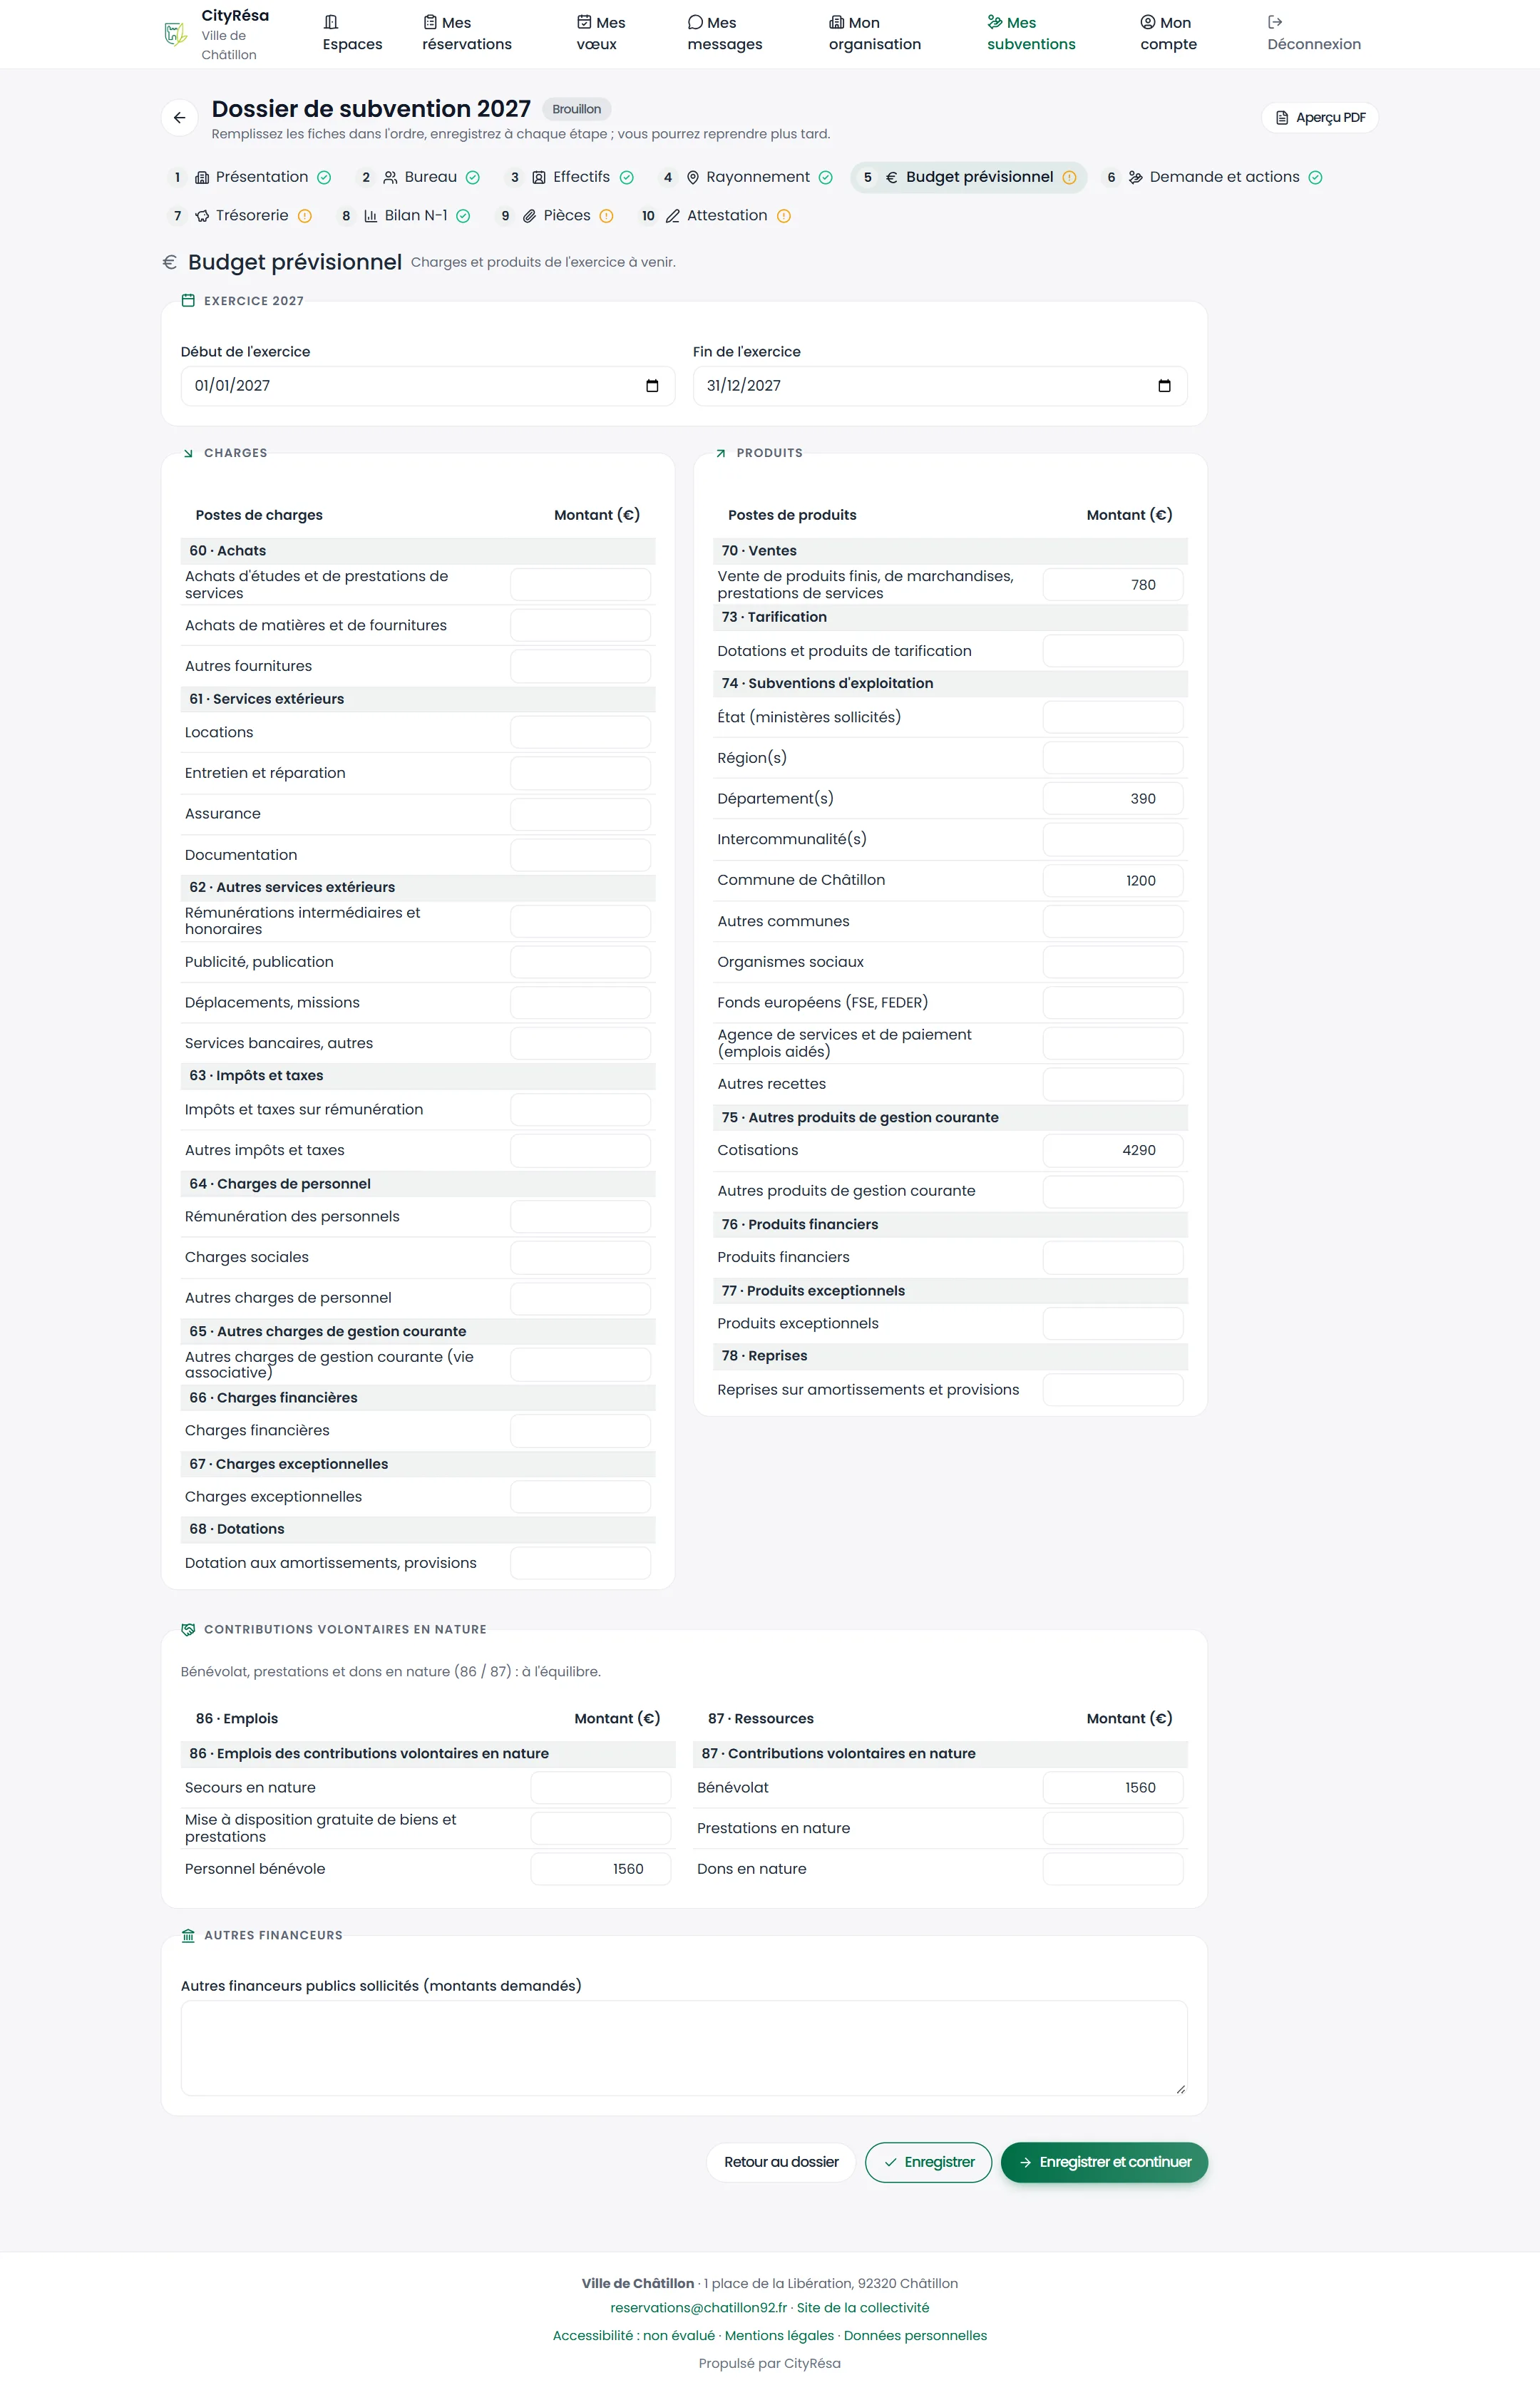 CityRésa
Ville de
Châtillon
Espaces
Mes
réservations
Mes
vœux
Mes
messages
Mon
organisation
Mes
subventions
Mon
compte
Déconnexion
Dossier de subvention 2027 Brouillon
Remplissez les fiches dans l'ordre, enregistrez à chaque étape ; vous pourrez reprendre plus tard.
Aperçu PDF
1 Présentation 2 Bureau 3 Effectifs 4 Rayonnement 5 € Budget prévisionnel 6 Demande et actions
7 Trésorerie 8 Bilan N-1 9 Pièces 10 Attestation
€ Budget prévisionnel Charges et produits de l'exercice à venir.
EXERCICE 2027
Début de l'exercice
01/01/2027
Fin de l'exercice
31/12/2027
CHARGES
Postes de charges Montant (€)
60 · Achats
Achats d'études et de prestations de
services
Achats de matières et de fournitures
Autres fournitures
61 · Services extérieurs
Locations
Entretien et réparation
Assurance
Documentation
62 · Autres services extérieurs
Rémunérations intermédiaires et
honoraires
Publicité, publication
Déplacements, missions
Services bancaires, autres
63 · Impôts et taxes
Impôts et taxes sur rémunération
Autres impôts et taxes
64 · Charges de personnel
Rémunération des personnels
Charges sociales
Autres charges de personnel
65 · Autres charges de gestion courante
Autres charges de gestion courante (vie
associative)
66 · Charges financières
Charges financières
67 · Charges exceptionnelles
Charges exceptionnelles
68 · Dotations
Dotation aux amortissements, provisions
PRODUITS
Postes de produits Montant (€)
70 · Ventes
Vente de produits finis, de marchandises,
prestations de services 780
73 · Tarification
Dotations et produits de tarification
74 · Subventions d'exploitation
État (ministères sollicités)
Région(s)
Département(s) 390
Intercommunalité(s)
Commune de Châtillon 1200
Autres communes
Organismes sociaux
Fonds européens (FSE, FEDER)
Agence de services et de paiement
(emplois aidés)
Autres recettes
75 · Autres produits de gestion courante
Cotisations 4290
Autres produits de gestion courante
76 · Produits financiers
Produits financiers
77 · Produits exceptionnels
Produits exceptionnels
78 · Reprises
Reprises sur amortissements et provisions
CONTRIBUTIONS VOLONTAIRES EN NATURE
Bénévolat, prestations et dons en nature (86 / 87) : à l'équilibre.
86 · Emplois Montant (€)
86 · Emplois des contributions volontaires en nature
Secours en nature
Mise à disposition gratuite de biens et
prestations
Personnel bénévole 1560
87 · Ressources Montant (€)
87 · Contributions volontaires en nature
Bénévolat 1560
Prestations en nature
Dons en nature
AUTRES FINANCEURS
Autres financeurs publics sollicités (montants demandés)
Retour au dossier Enregistrer Enregistrer et continuer
Ville de Châtillon · 1 place de la Libération, 92320 Châtillon
reservations@chatillon92.fr · Site de la collectivité
Accessibilité : non évalué · Mentions légales · Données personnelles
Propulsé par CityRésa